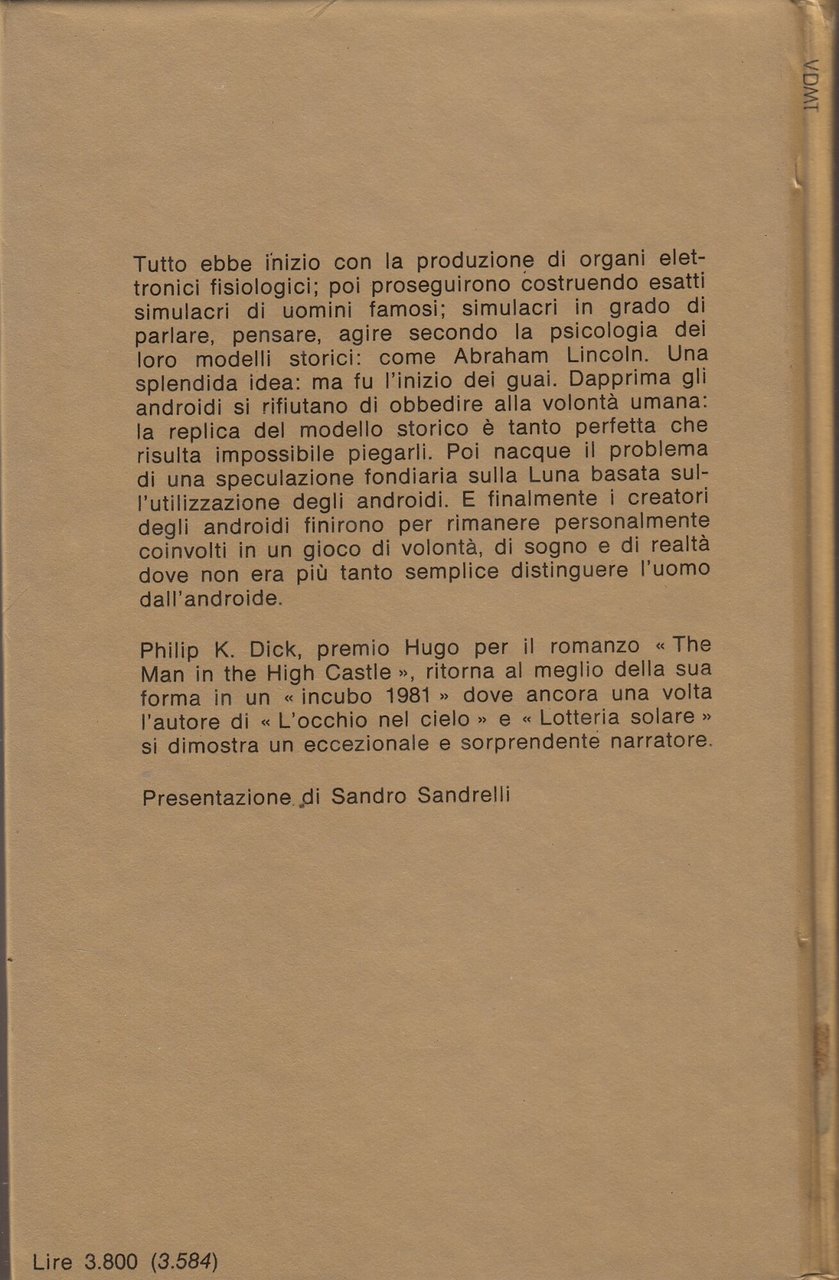 Tutto ebbe inizio con la produzione di organi elet-
tronici fisiologici; poi proseguirono costruendo esatti
simulacri di uomini famosi; simulacri in grado di
parlare, pensare, agire secondo la psicologia dei
loro modelli storici: come Abraham Lincoln. Una
splendida idea: ma fu l'inizio dei guai. Dapprima gli
androidi si rifiutano di obbedire alla volontà umana:
la replica del modello storico è tanto perfetta che
risulta impossibile piegarli. Poi nacque il problema
di una speculazione fondiaria sulla Luna basata sul-
l'utilizzazione degli androidi. E finalmente i creatori
degli androidi finirono per rimanere personalmente
coinvolti in un gioco di volontà, di sogno e di realtà
dove non era più tanto semplice distinguere l'uomo
dall'androide.
Philip K. Dick, premio Hugo per il romanzo « The
Man in the High Castle », ritorna al meglio della sua
forma in un « incubo 1981 » dove ancora una volta
l'autore di « L'occhio nel cielo » e « Lotteria solare »
si dimostra un eccezionale e sorprendente narratore.
Presentazione di Sandro Sandrelli
Lire 3.800 (3.584)